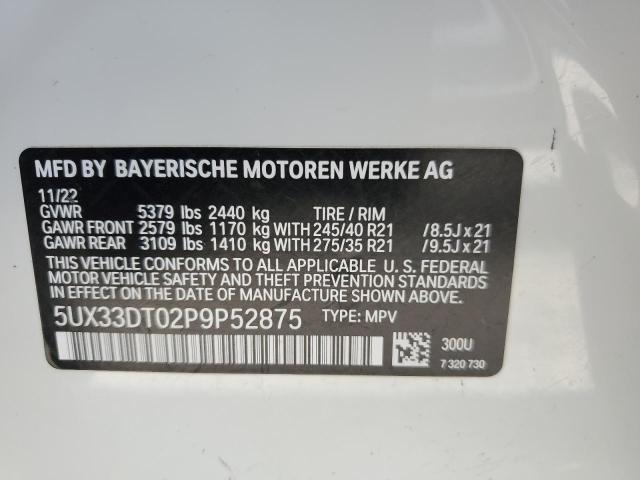 MFD BY BAYERISCHE MOTOREN WERKE AG
11/22
GVWR 5379 lbs 2440 kg TIRE / RIM
GAWR FRONT 2579 lbs 1170 kg WITH 245/40 R21 /8.5J x 21
GAWR REAR 3109 lbs 1410 kg WITH 275/35 R21 /9.5J x 21
THIS VEHICLE CONFORMS TO ALL APPLICABLE U. S. FEDERAL
MOTOR VEHICLE SAFETY, BUMPER, AND THEFT PREVENTION STANDARDS
IN EFFECT ON THE DATE OF MANUFACTURE SHOWN ABOVE.
5UX33DT02P9P52875 TYPE: MPV
300U
7 320 730